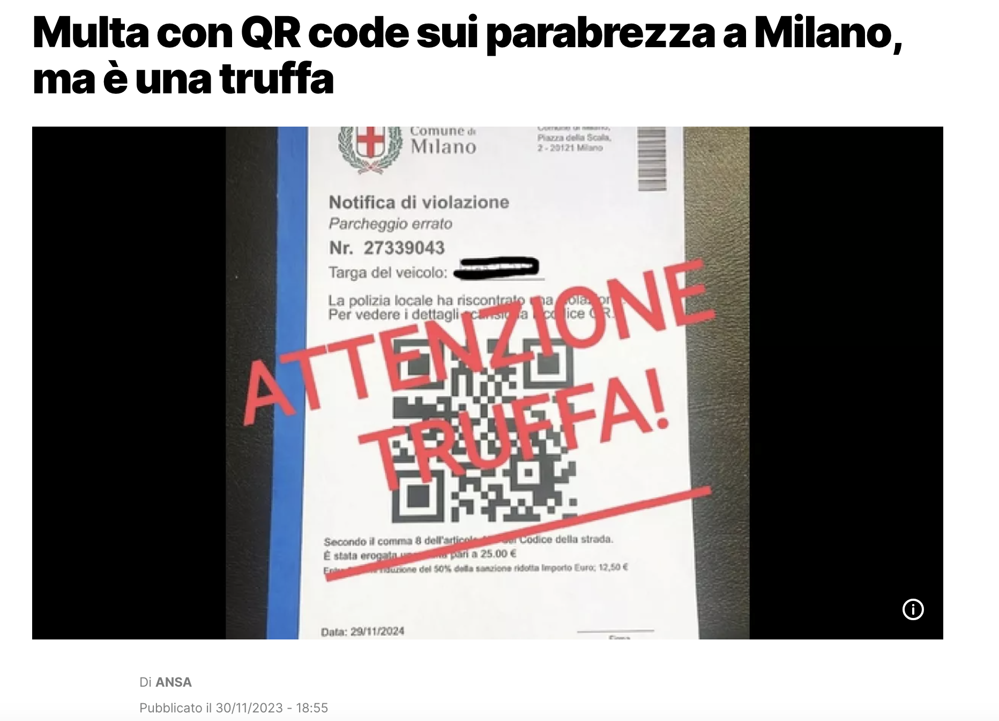 Multa con QR code sui parabrezza a Milano,
ma è una truffa
Comune di
Milano
Comune di Milano,
Piazza della Scala,
2 - 20121 Milano
Notifica di violazione
Parcheggio errato
Nr. 27339043
Targa del veicolo:
La polizia locale ha riscontrato
Per vedere i dettagli
ATTENZIONE
TRUFFA!
Secondo il comma 8 dell'articolo Codice della strada.
È stata erogata pari a 25.00 €
riduzione del 50% della sanzione ridotta Importo Euro; 12,50 €
Data: 29/11/2024
Firma
Di ANSA
Pubblicato il 30/11/2023 - 18:55